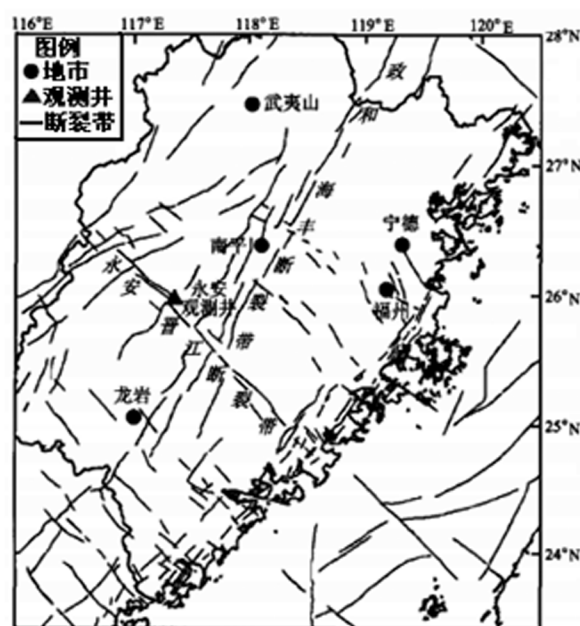 116°E 117°E 118°E 119°E 120°E
28°N
图例
地市
观测井
断裂带
武夷山
政和海丰断裂带
27°N
宁德
南平
永安晋江断裂带
永安
观测井
26°N
福州
龙岩
25°N
24°N